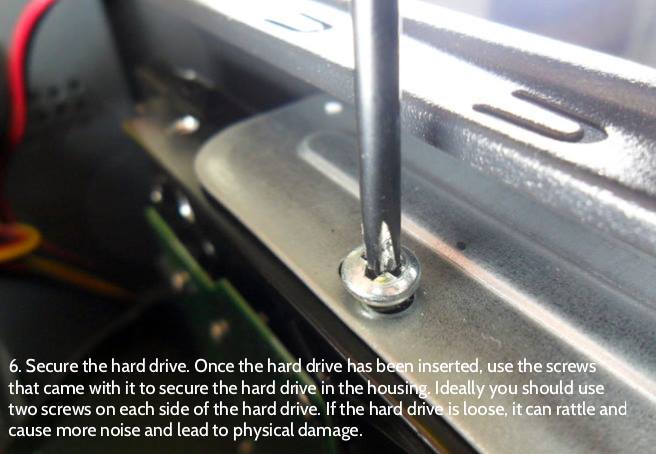 6. Secure the hard drive. Once the hard drive has been inserted, use the screws
that came with it to secure the hard drive in the housing. Ideally you should use
two screws on each side of the hard drive. If the hard drive is loose, it can rattle and
cause more noise and lead to physical damage.